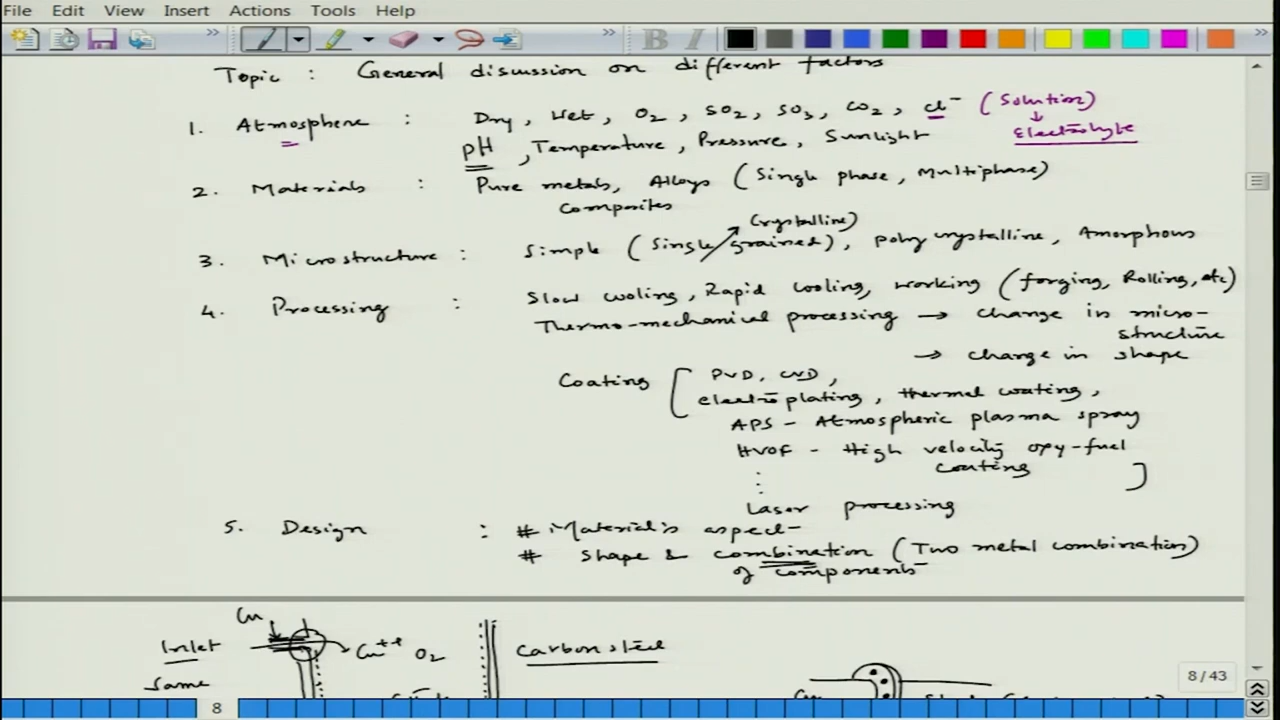 File Edit View Insert Actions Tools Help
B I
Topic : General discussion on different factors
1. Atmosphere : Dry, Wet, O2, SO2, SO3, CO2, Cl- (Solution)
pH, Temperature, Pressure, Sunlight Electrolyte
2. Materials : Pure metals, Alloys (Single phase, Multiphase)
Composites
(crystalline)
3. Microstructure : Simple (Single/grained), poly crystalline, Amorphous
4. Processing : Slow cooling, Rapid cooling, working (forging, Rolling, etc)
Thermo-mechanical processing → change in micro-
structure
→ change in shape
Coating [ PVD, CVD,
electroplating, thermal coating,
APS - Atmospheric plasma spray
HVOF - High velocity oxy-fuel
coating ]
Laser processing
5. Design : # Material's aspect
# Shape & combination (Two metal combination)
of components
Cu
Inlet Cu++ O2 Carbon steel
Same
8 / 43
8